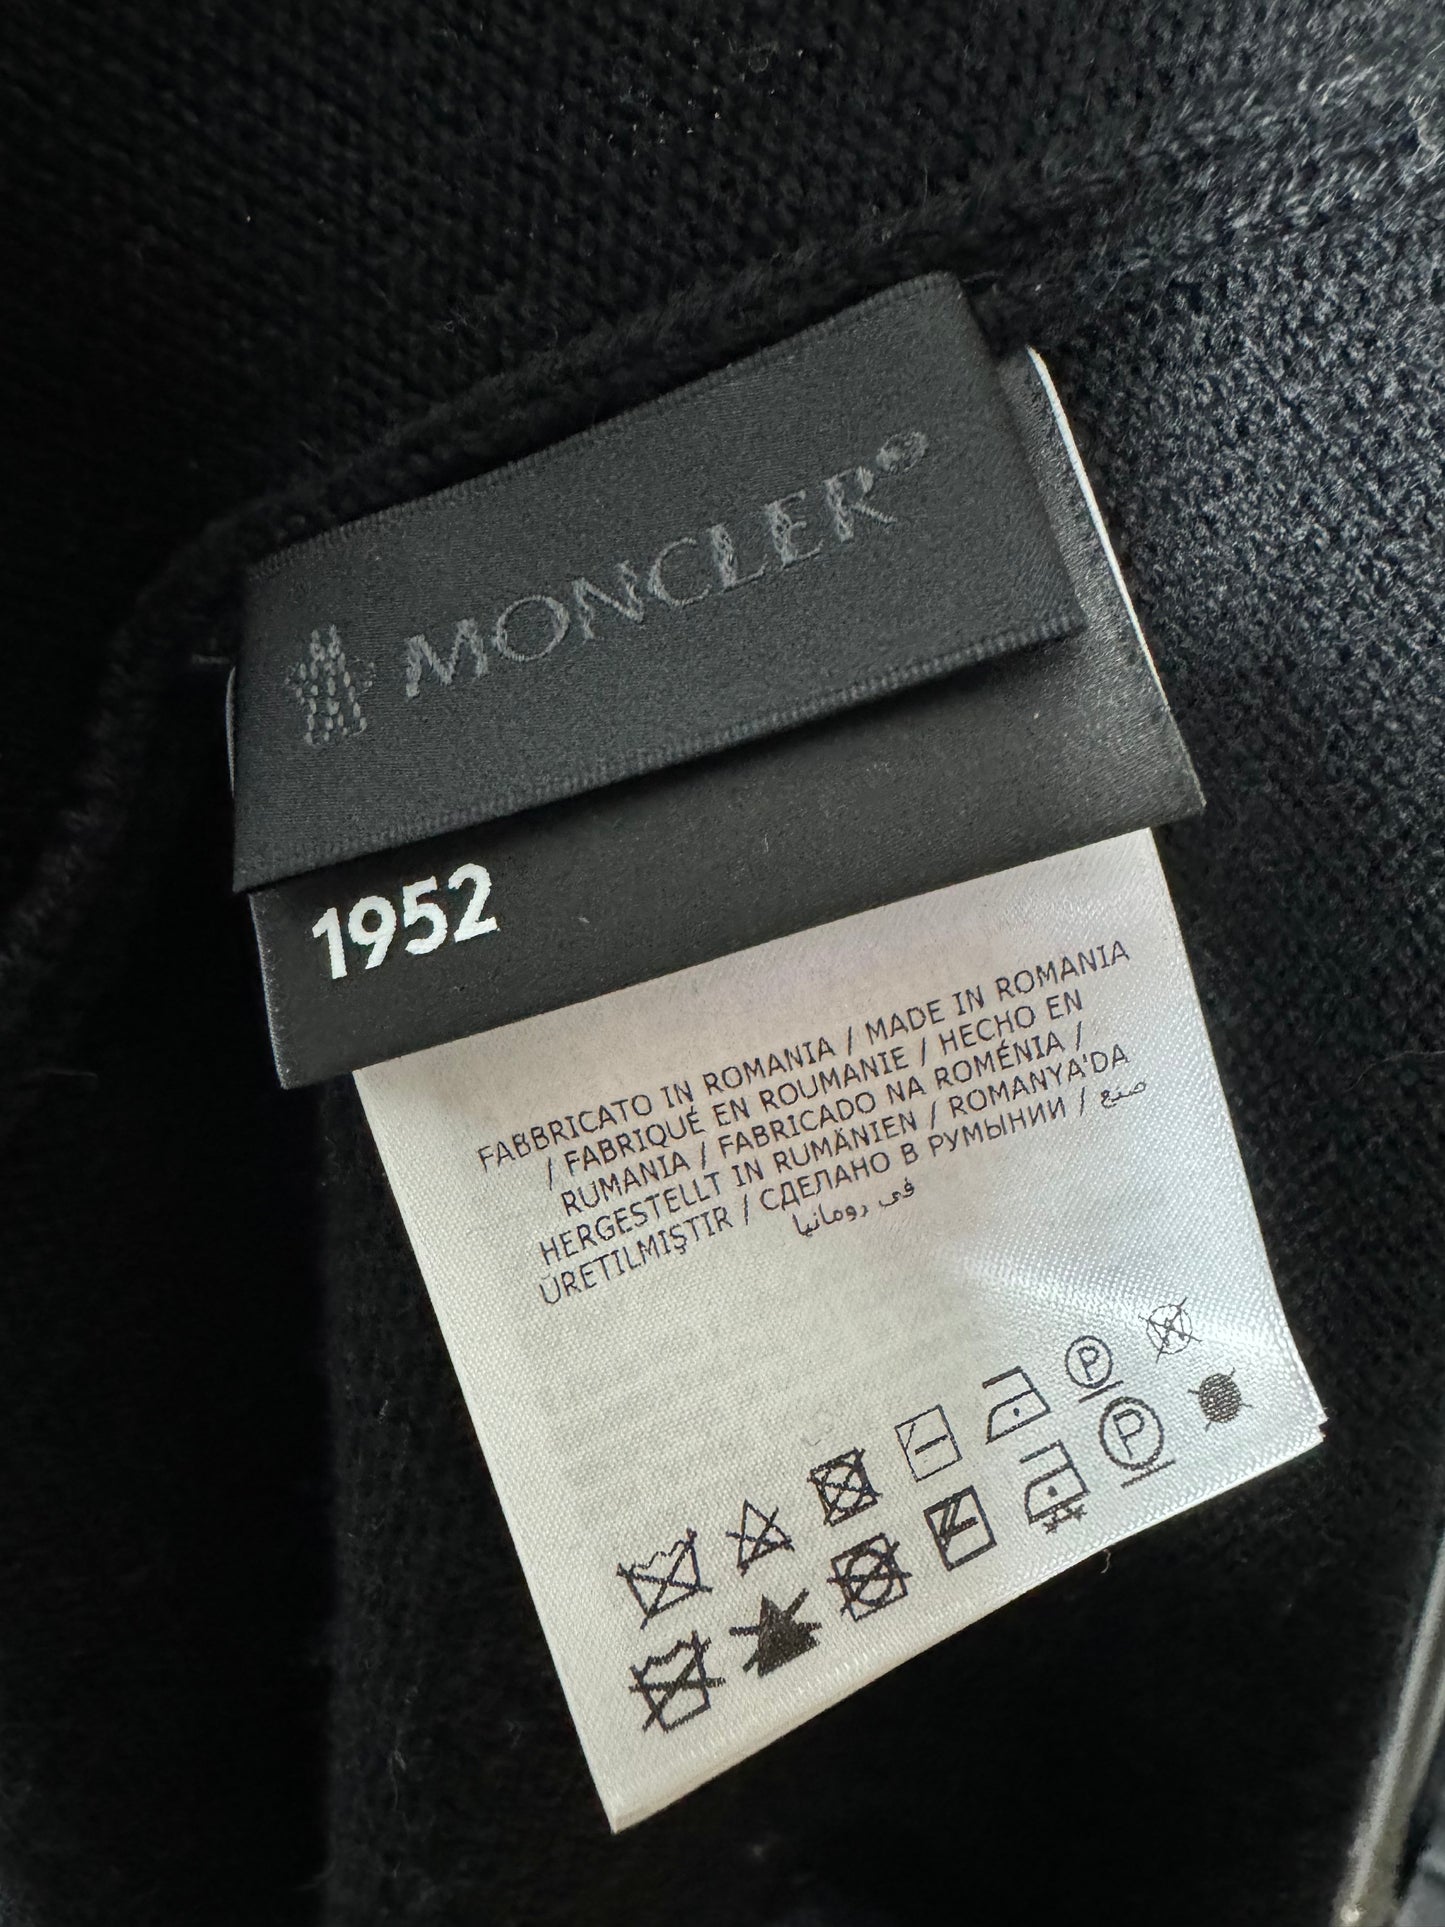 MONCLER
1952
FABBRICATO IN ROMANIA / MADE IN ROMANIA
/ FABRIQUÉ EN ROUMANIE / HECHO EN
RUMANIA / FABRICADO NA ROMÉNIA /
HERGESTELLT IN RUMÄNIEN / ROMANYA'DA
ÜRETILMIŞTIR / СДЕЛАНО В РУМЫНИИ / صنع
في رومانيا
P
P